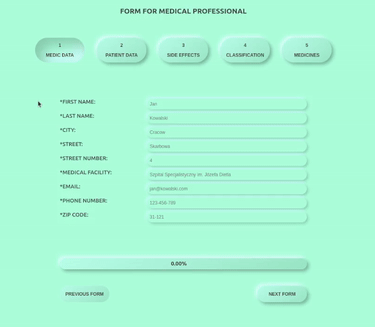 FORM FOR MEDICAL PROFESSIONAL
1 2 3 4 5
MEDIC DATA PATIENT DATA SIDE EFFECTS CLASSIFICATION MEDICINES
*FIRST NAME: Jan
*LAST NAME: Kowalski
*CITY: Cracow
*STREET: Skarbowa
*STREET NUMBER: 4
*MEDICAL FACILITY: Szpital Specjalistyczny im. Józefa Dietla
*EMAIL: jan@kowalski.com
*PHONE NUMBER: 123-456-789
*ZIP CODE: 31-121
0.00%
PREVIOUS FORM NEXT FORM